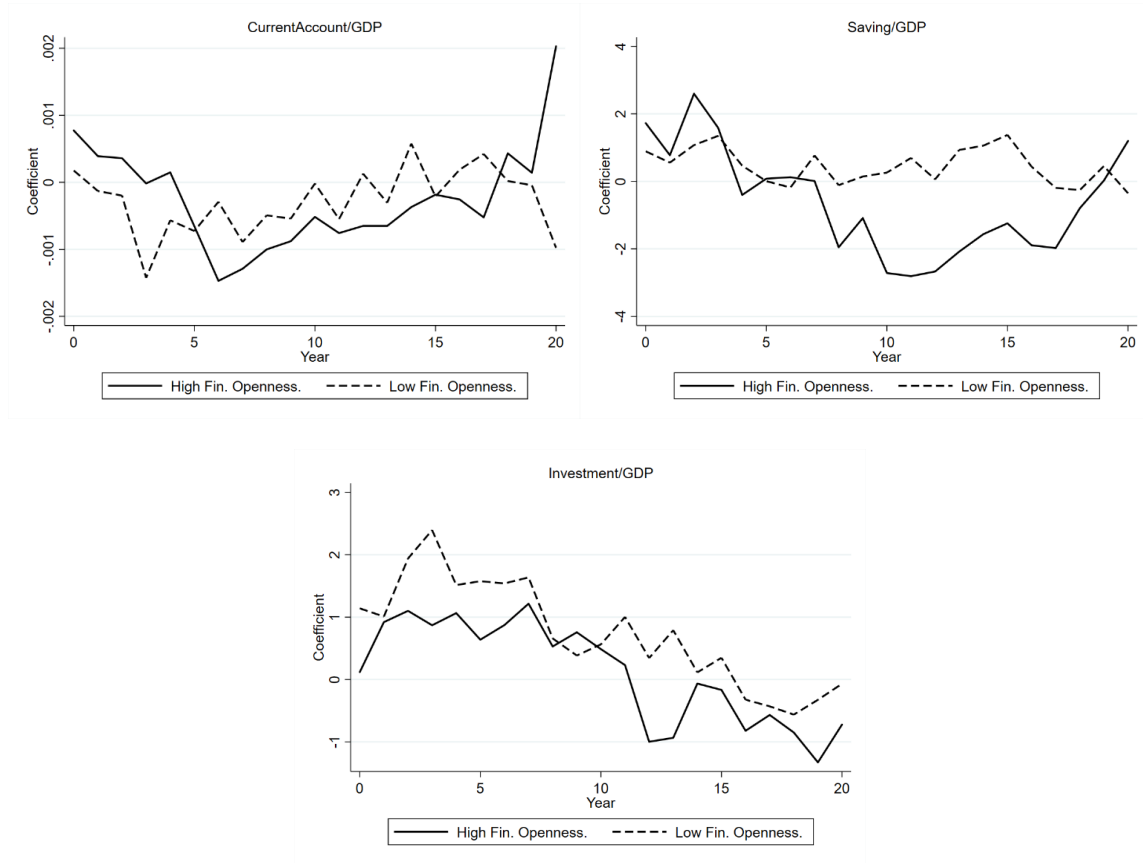 CurrentAccount/GDP
.002
.001
0
-.001
-.002
Coefficient
0 5 10 15 20
Year
High Fin. Openness. Low Fin. Openness.
Saving/GDP
4
2
0
-2
-4
Coefficient
0 5 10 15 20
Year
High Fin. Openness. Low Fin. Openness.
Investment/GDP
3
2
1
0
-1
Coefficient
0 5 10 15 20
Year
High Fin. Openness. Low Fin. Openness.